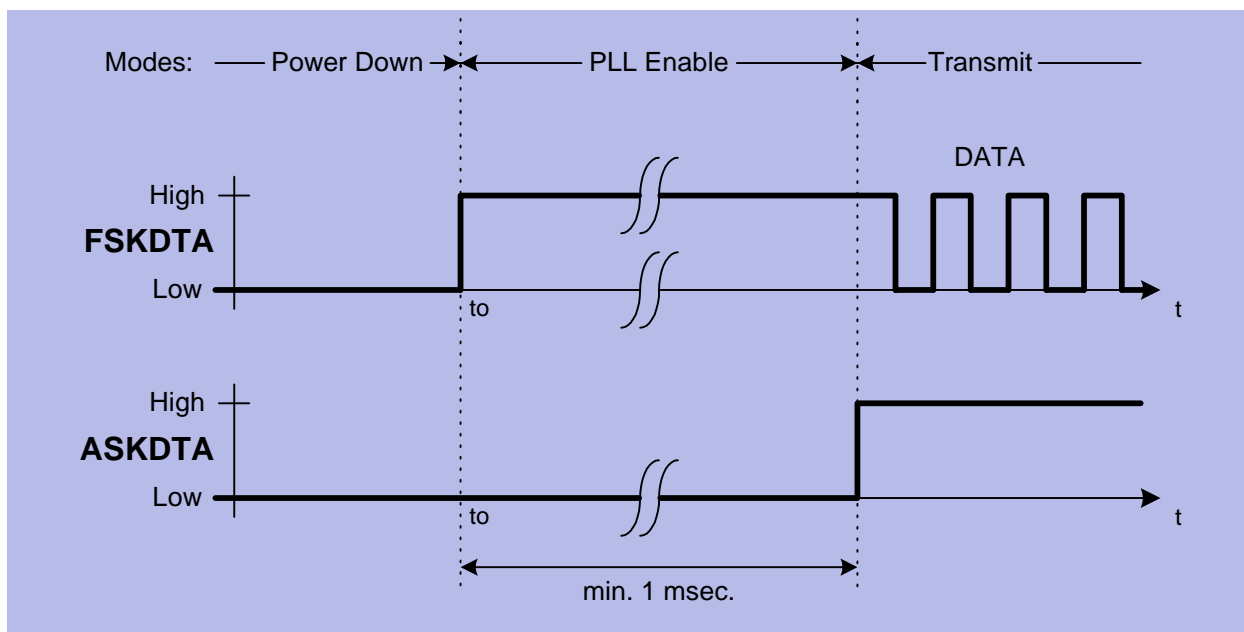 Modes: Power Down PLL Enable Transmit
DATA
High
FSKDTA
Low
to
t
High
ASKDTA
Low
to
t
min. 1 msec.